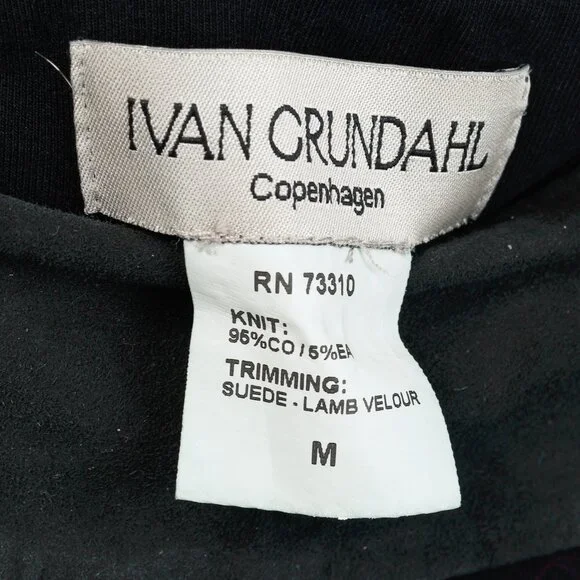 IVAN GRUNDAHL
Copenhagen
RN 73310
KNIT:
95%CO/5%EA
TRIMMING:
SUEDE - LAMB VELOUR
M